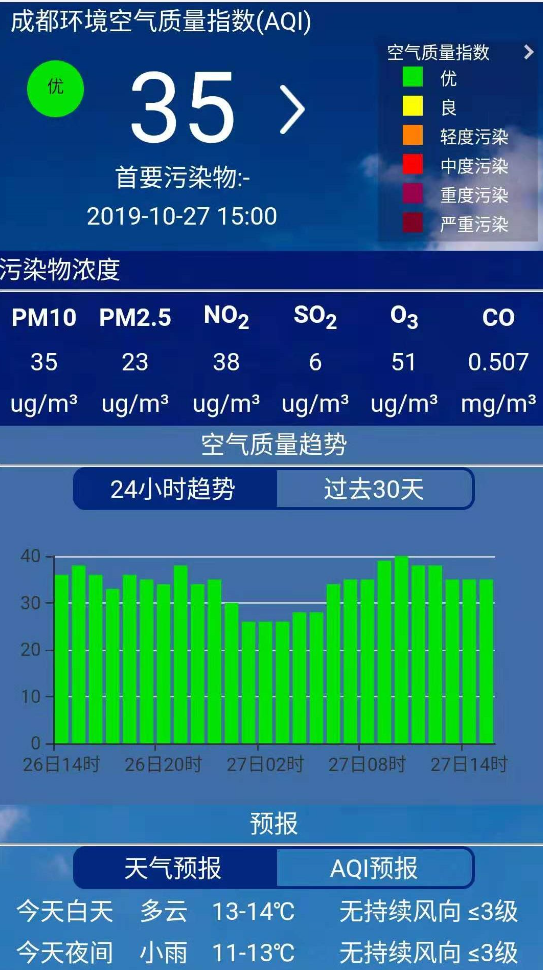 成都环境空气质量指数(AQI)
优
35
首要污染物:-
2019-10-27 15:00
空气质量指数
优
良
轻度污染
中度污染
重度污染
严重污染
污染物浓度
PM10 PM2.5 NO2 SO2 O3 CO
35 23 38 6 51 0.507
ug/m³ ug/m³ ug/m³ ug/m³ ug/m³ mg/m³
空气质量趋势
24小时趋势 过去30天
40
30
20
10
0
26日14时 26日20时 27日02时 27日08时 27日14时
预报
天气预报 AQI预报
今天白天 多云 13-14℃ 无持续风向 ≤3级
今天夜间 小雨 11-13℃ 无持续风向 ≤3级